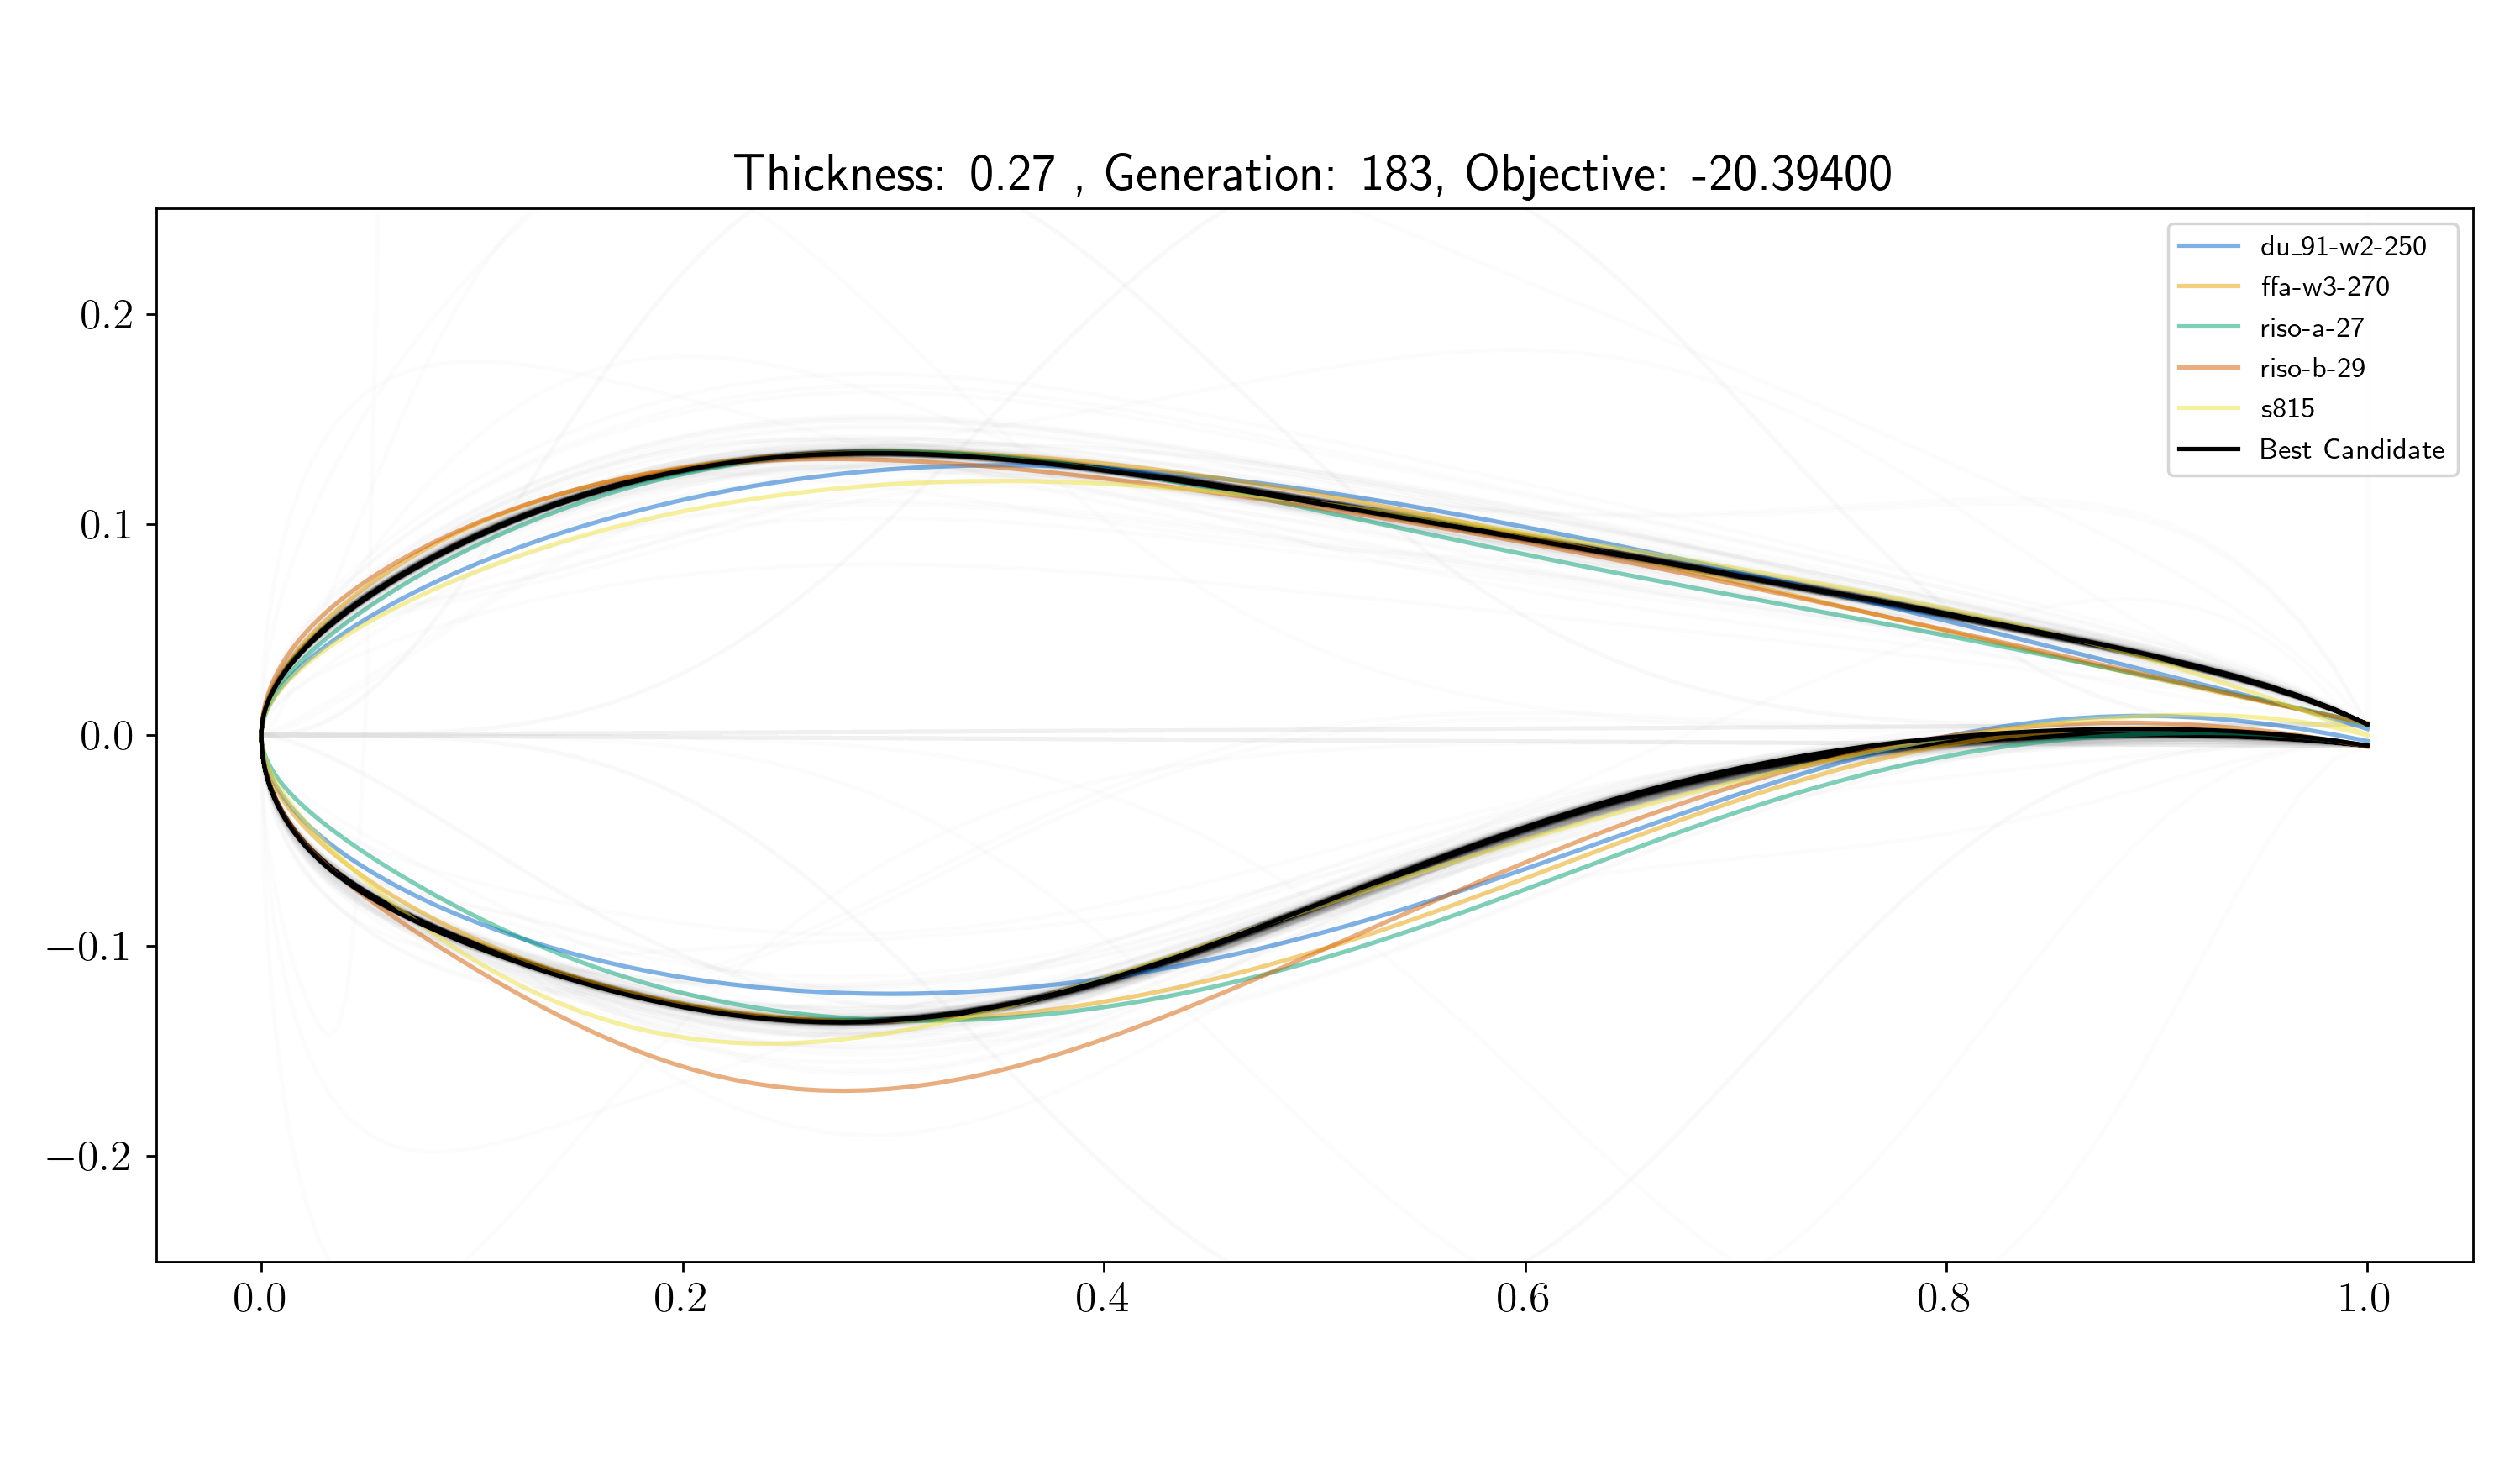 Thickness: 0.27 , Generation: 183, Objective: -20.39400
du_91-w2-250
ffa-w3-270
riso-a-27
riso-b-29
s815
Best Candidate
0.2
0.1
0.0
−0.1
−0.2
0.0 0.2 0.4 0.6 0.8 1.0